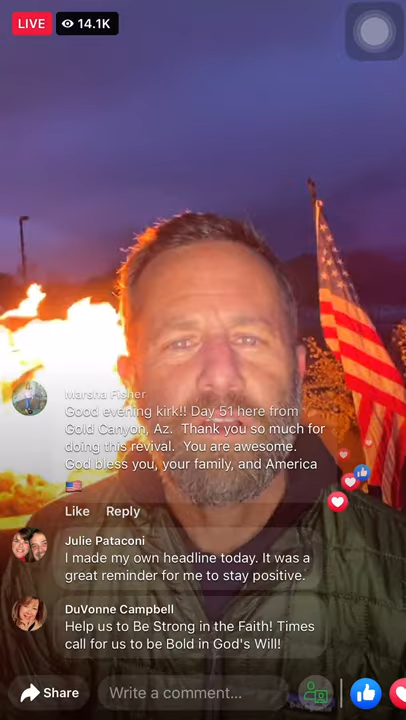 LIVE
14.1K
Marsha Fisher
Good evening kirk!! Day 51 here from
Gold Canyon, Az. Thank you so much for
doing this revival. You are awesome.
God bless you, your family, and America
🇺🇸
Like Reply
Julie Pataconi
I made my own headline today. It was a
great reminder for me to stay positive.
DuVonne Campbell
Help us to Be Strong in the Faith! Times
call for us to be Bold in God's Will!
Share
Write a comment...